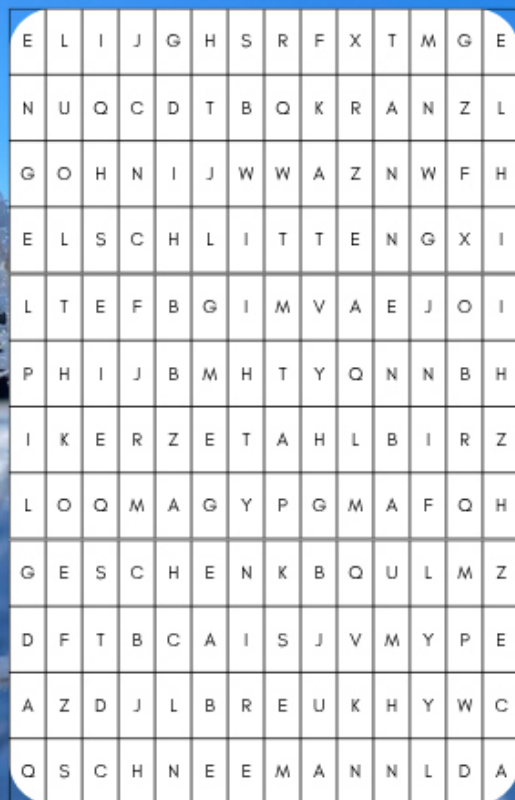 E L I J G H S R F X T M G E
N U Q C D T B Q K R A N Z L
G O H N I J W W A Z N W F H
E L S C H L I T T E N G X I
L T E F B G I M V A E J O I
P H I J B M H T Y Q N N B H
I K E R Z E T A H L B I R Z
L O Q M A G Y P G M A F Q H
G E S C H E N K B Q U L M Z
D F T B C A I S J V M Y P E
A Z D J L B R E U K H Y W C
Q S C H N E E M A N N L D A